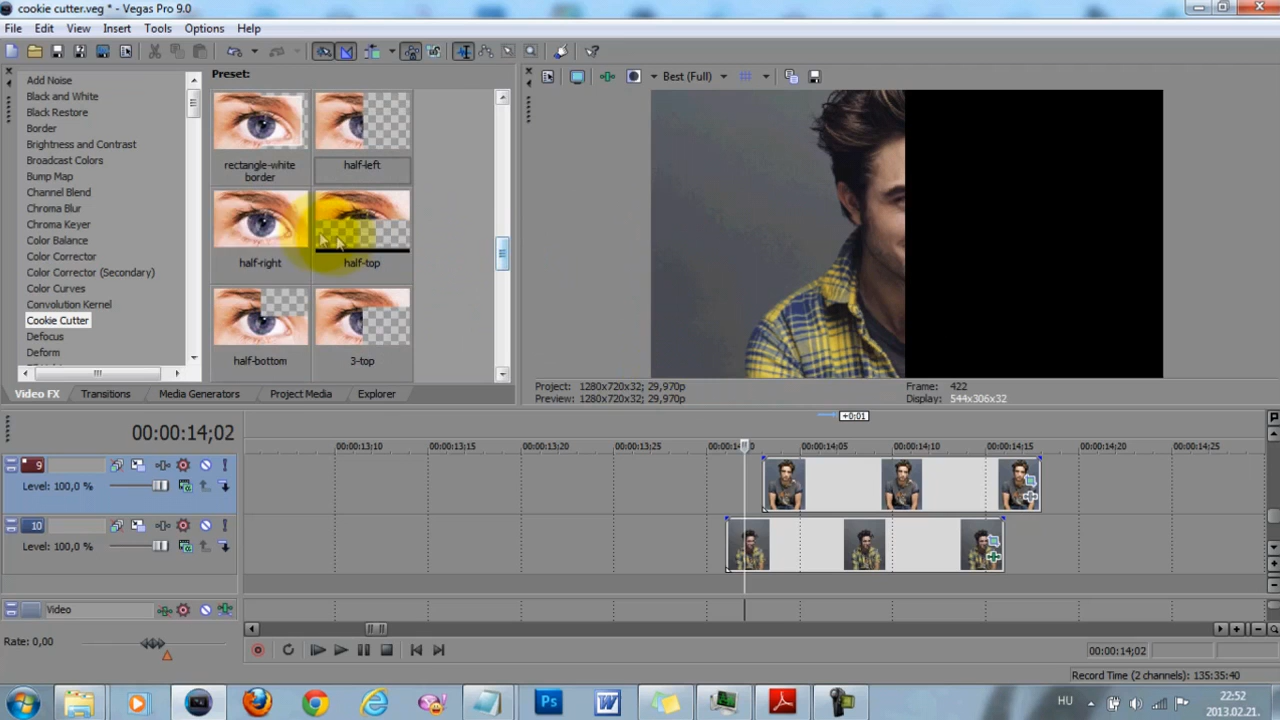 cookie cutter.veg * - Vegas Pro 9.0
File Edit View Insert Tools Options Help
Add Noise
Black and White
Black Restore
Border
Brightness and Contrast
Broadcast Colors
Bump Map
Channel Blend
Chroma Blur
Chroma Keyer
Color Balance
Color Corrector
Color Corrector (Secondary)
Color Curves
Convolution Kernel
Cookie Cutter
Defocus
Deform
Preset:
rectangle-white
border
half-left
half-right
half-top
half-bottom
3-top
Video FX Transitions Media Generators Project Media Explorer
Best (Full)
Project: 1280x720x32; 29,970p
Preview: 1280x720x32; 29,970p
Frame: 422
Display: 544x306x32
+0:01
00:00:14;02
00:00:13;10 00:00:13;15 00:00:13;20 00:00:13;25 00:00:14;05 00:00:14;10 00:00:14;15 00:00:14;20 00:00:14;25
9
Level: 100,0 %
10
Level: 100,0 %
Video
Rate: 0,00
00:00:14;02
Record Time (2 channels): 135:35:40
Ps
W
HU
22:52
2013.02.21.